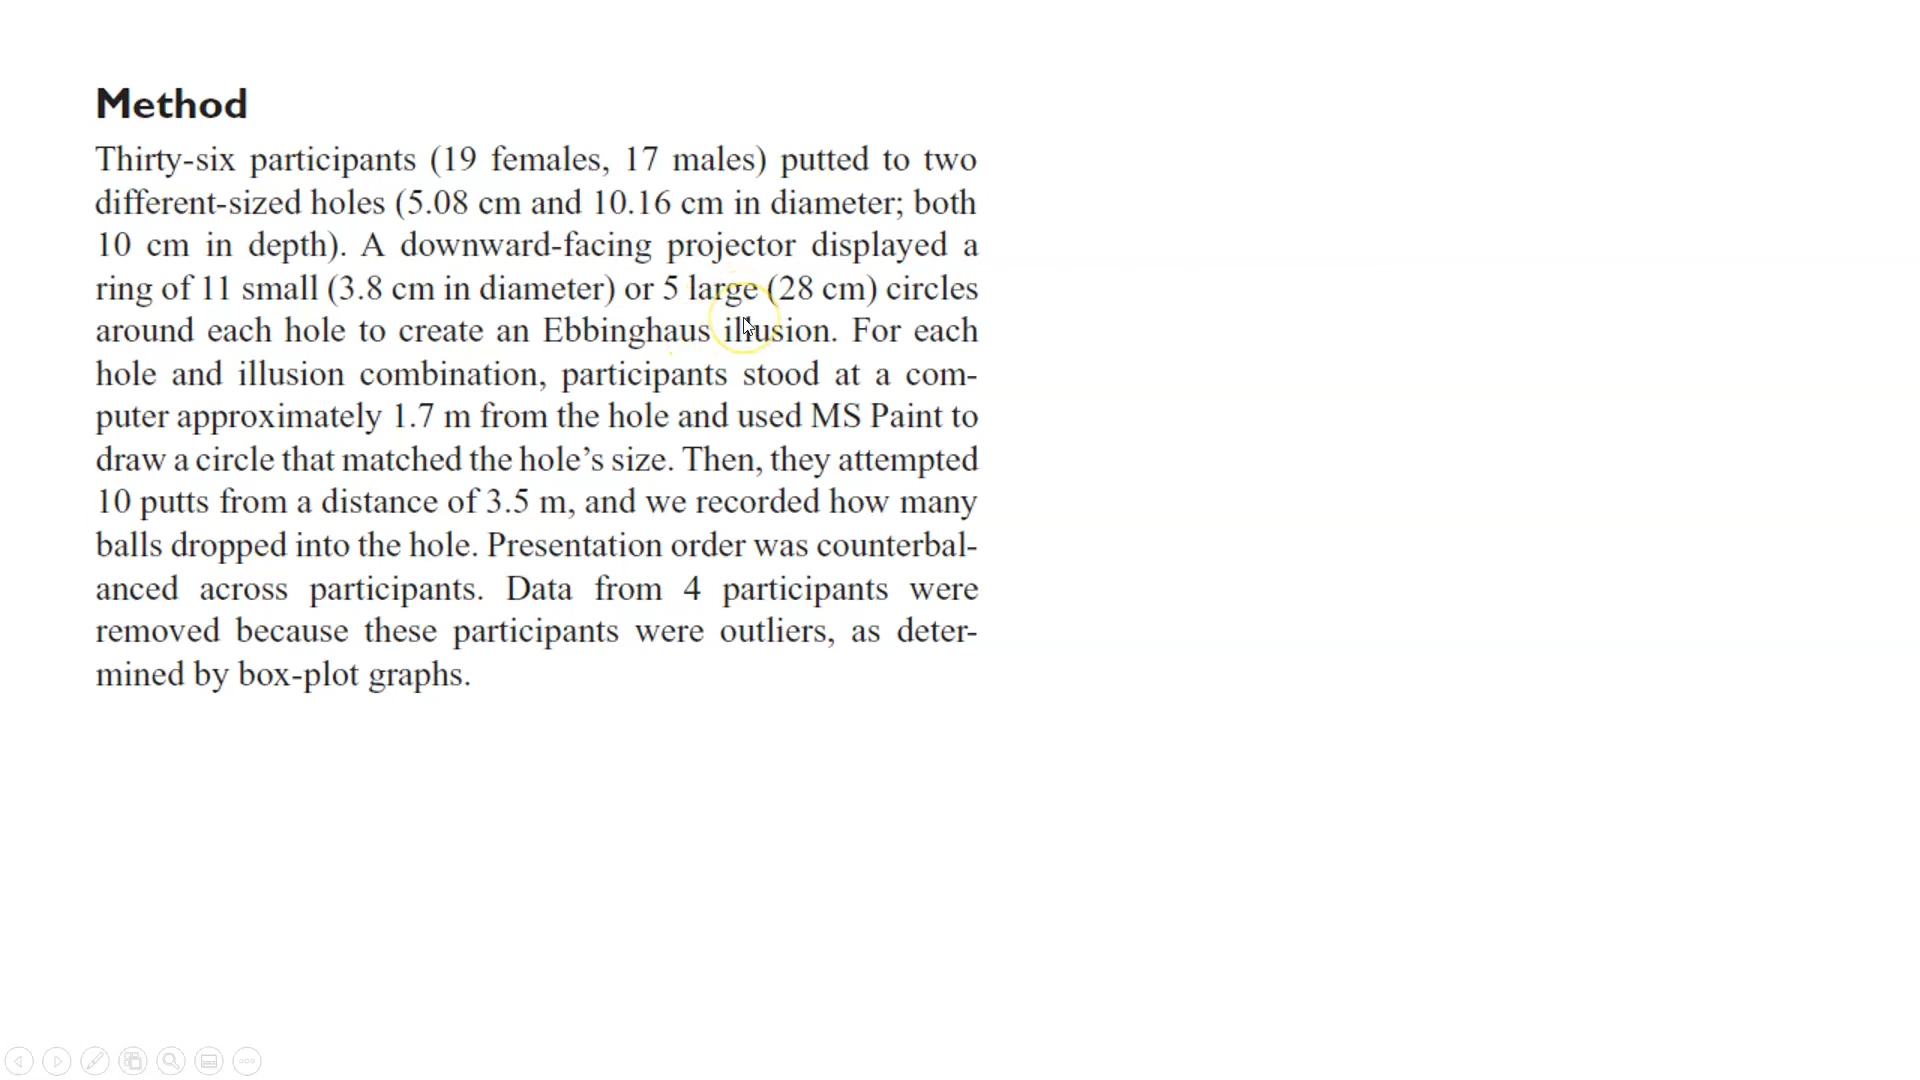 Method
Thirty-six participants (19 females, 17 males) putted to two
different-sized holes (5.08 cm and 10.16 cm in diameter; both
10 cm in depth). A downward-facing projector displayed a
ring of 11 small (3.8 cm in diameter) or 5 large (28 cm) circles
around each hole to create an Ebbinghaus illusion. For each
hole and illusion combination, participants stood at a com-
puter approximately 1.7 m from the hole and used MS Paint to
draw a circle that matched the hole’s size. Then, they attempted
10 putts from a distance of 3.5 m, and we recorded how many
balls dropped into the hole. Presentation order was counterbal-
anced across participants. Data from 4 participants were
removed because these participants were outliers, as deter-
mined by box-plot graphs.